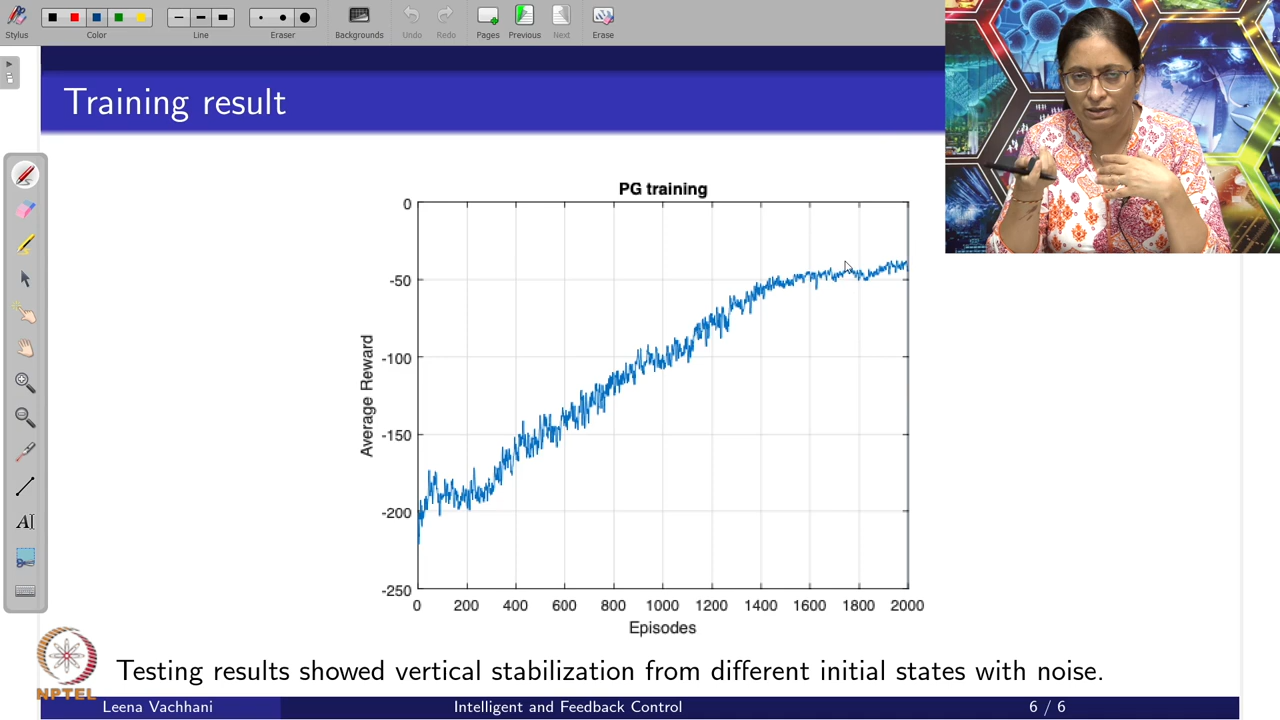 Stylus
Color
Line
Eraser
Backgrounds
Undo
Redo
Pages
Previous
Next
Erase
Training result
PG training
0
-50
-100
-150
-200
-250
Average Reward
0 200 400 600 800 1000 1200 1400 1600 1800 2000
Episodes
Testing results showed vertical stabilization from different initial states with noise.
NPTEL
Leena Vachhani
Intelligent and Feedback Control
6 / 6